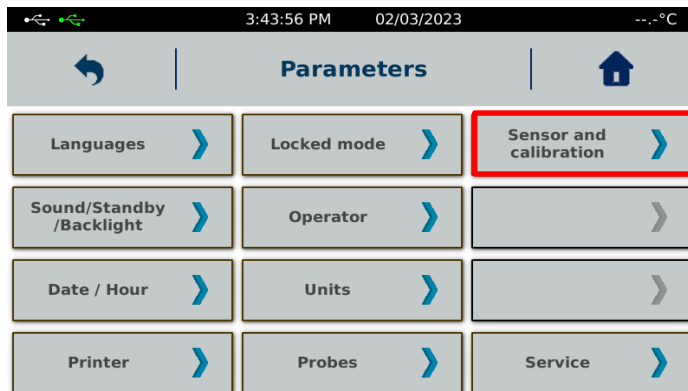 3:43:56 PM 02/03/2023 --.-°C
Parameters
Languages
Locked mode
Sensor and
calibration
Sound/Standby
/Backlight
Operator
Date / Hour
Units
Printer
Probes
Service